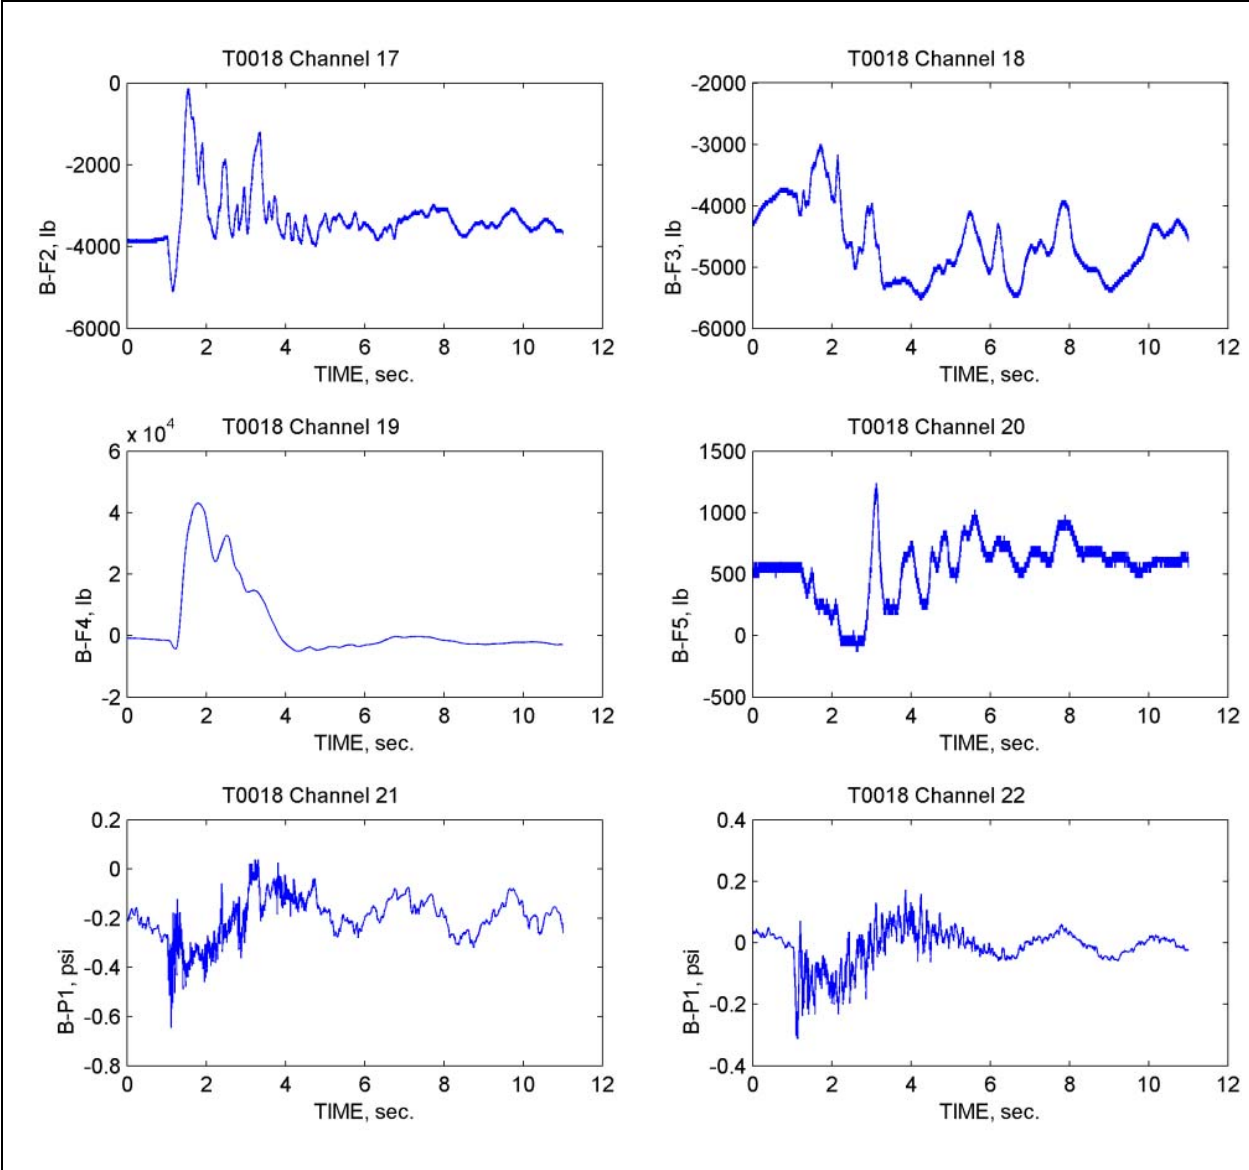 T0018 Channel 17
0
-2000
-4000
-6000
B-F2, lb
0 2 4 6 8 10 12
TIME, sec.
T0018 Channel 18
-2000
-3000
-4000
-5000
-6000
B-F3, lb
0 2 4 6 8 10 12
TIME, sec.
x 10^4
T0018 Channel 19
6
4
2
0
-2
B-F4, lb
0 2 4 6 8 10 12
TIME, sec.
T0018 Channel 20
1500
1000
500
0
-500
B-F5, lb
0 2 4 6 8 10 12
TIME, sec.
T0018 Channel 21
0.2
0
-0.2
-0.4
-0.6
-0.8
B-P1, psi
0 2 4 6 8 10 12
TIME, sec.
T0018 Channel 22
0.4
0.2
0
-0.2
-0.4
B-P1, psi
0 2 4 6 8 10 12
TIME, sec.